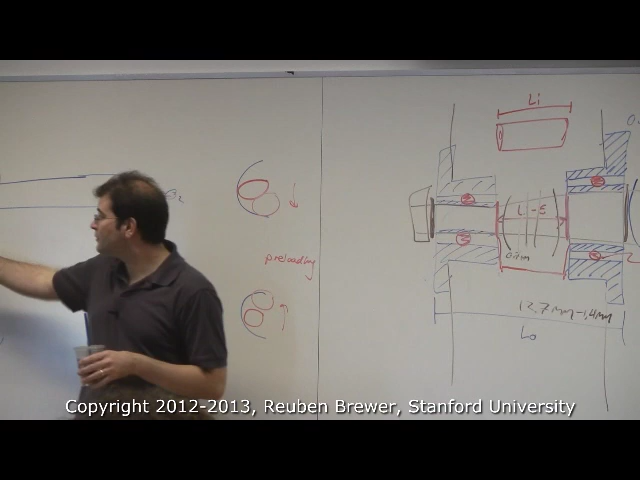 Li
preloading
L - S
12.7mm-1.4mm
Lo
Copyright 2012-2013, Reuben Brewer, Stanford University